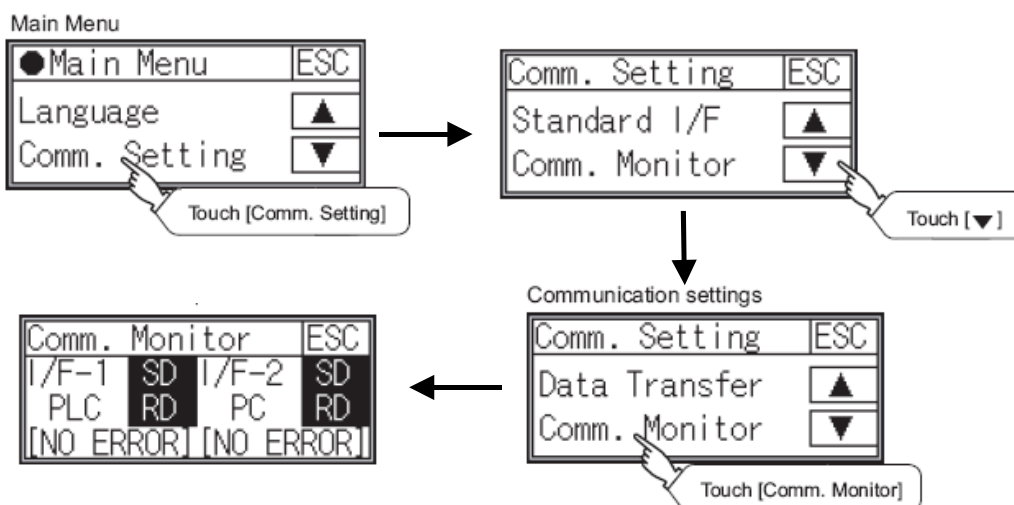 Main Menu
●Main Menu ESC
Language ▲
Comm. Setting ▼
Touch [Comm. Setting]
Comm. Setting ESC
Standard I/F ▲
Comm. Monitor ▼
Touch [▼]
Communication settings
Comm. Setting ESC
Data Transfer ▲
Comm. Monitor ▼
Touch [Comm. Monitor]
Comm. Monitor ESC
I/F-1 SD I/F-2 SD
PLC RD PC RD
[NO ERROR] [NO ERROR]